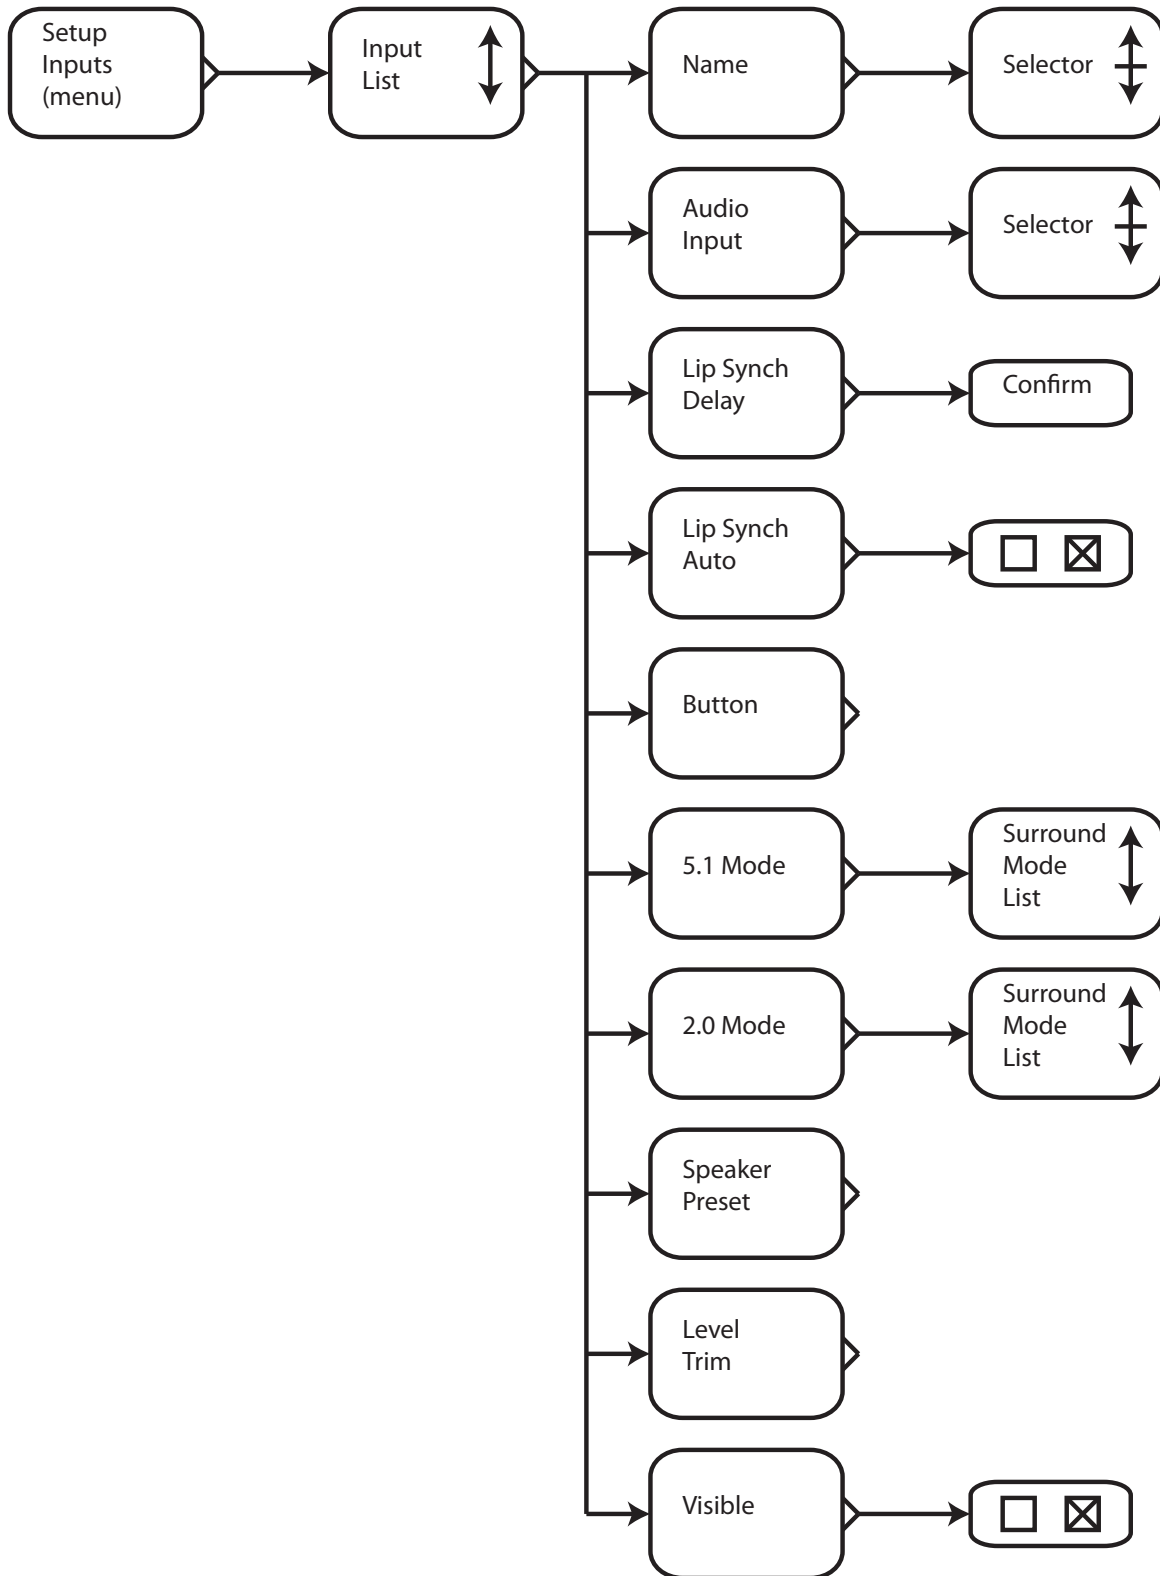 Setup
Inputs
(menu)
Input
List
Name
Selector
Audio
Input
Selector
Lip Synch
Delay
Confirm
Lip Synch
Auto
Button
5.1 Mode
Surround
Mode
List
2.0 Mode
Surround
Mode
List
Speaker
Preset
Level
Trim
Visible